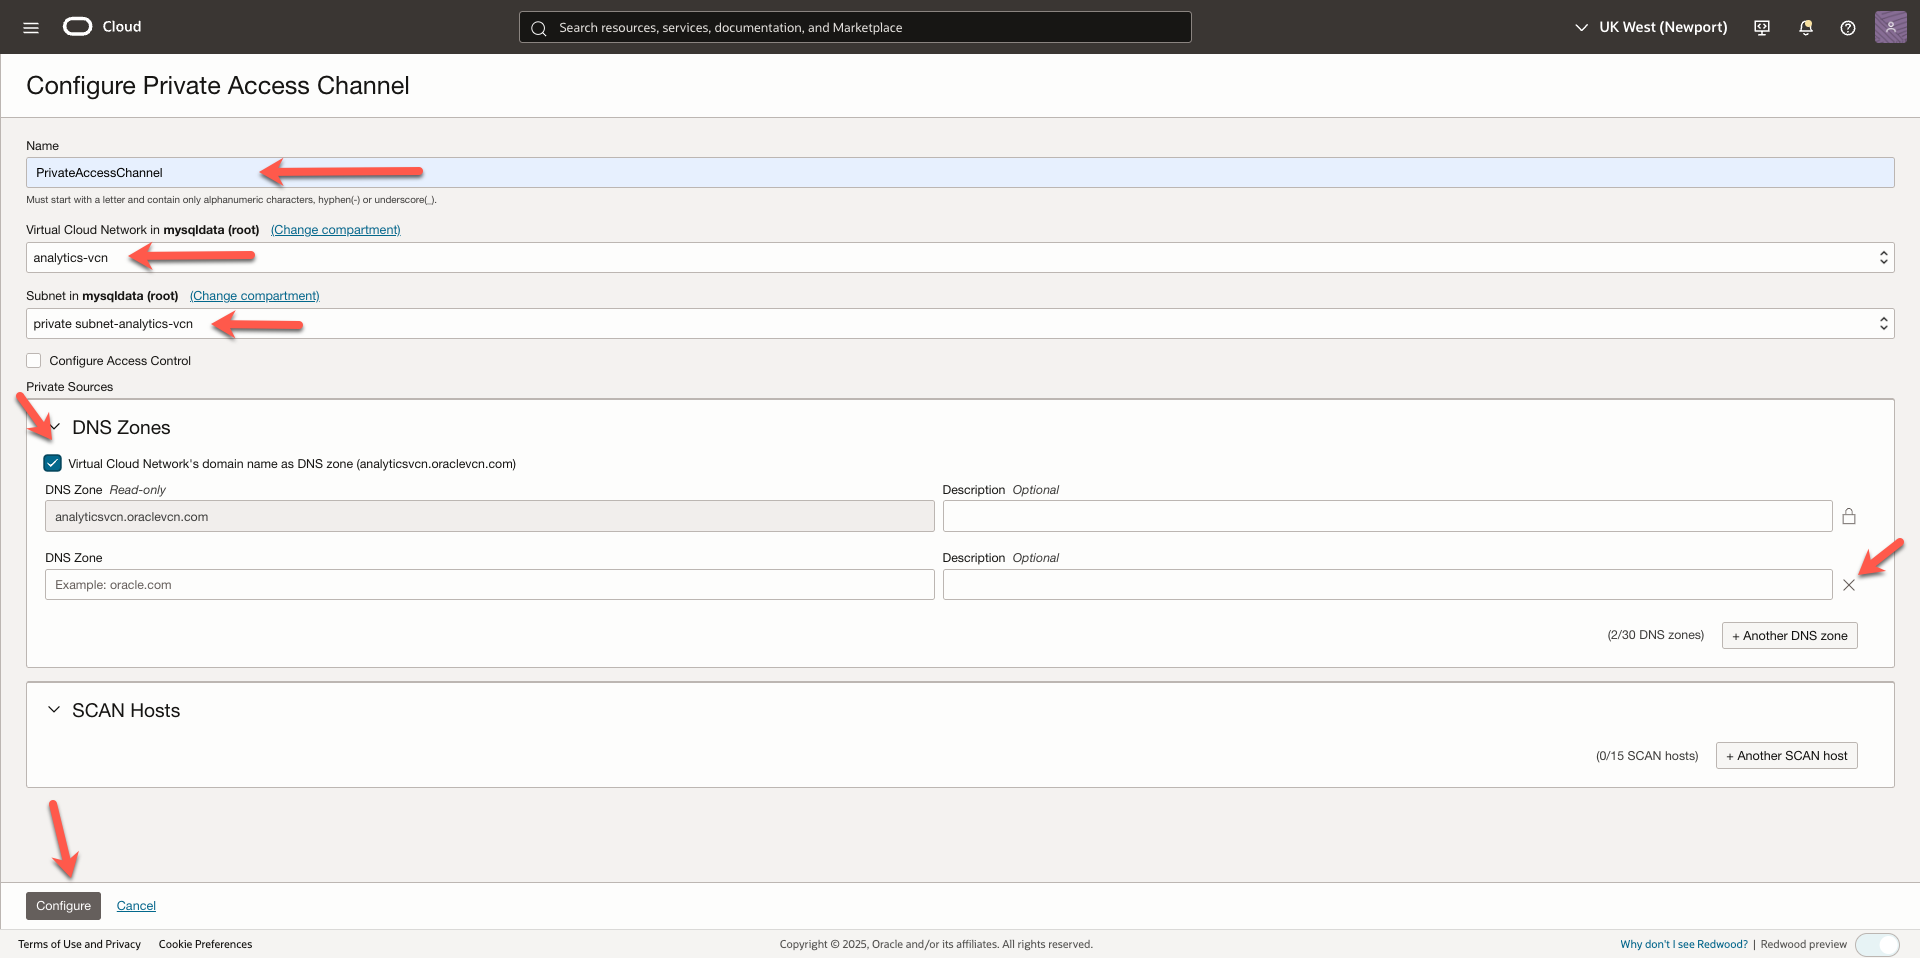 Cloud
Search resources, services, documentation, and Marketplace
UK West (Newport)
Configure Private Access Channel
Name
PrivateAccessChannel
Must start with a letter and contain only alphanumeric characters, hyphen(-) or underscore(_).
Virtual Cloud Network in mysqldata (root) (Change compartment)
analytics-vcn
Subnet in mysqldata (root) (Change compartment)
private subnet-analytics-vcn
Configure Access Control
Private Sources
DNS Zones
Virtual Cloud Network's domain name as DNS zone (analyticsvcn.oraclevcn.com)
DNS Zone Read-only
Description Optional
analyticsvcn.oraclevcn.com
DNS Zone
Description Optional
Example: oracle.com
(2/30 DNS zones)
+ Another DNS zone
SCAN Hosts
(0/15 SCAN hosts)
+ Another SCAN host
Configure
Cancel
Terms of Use and Privacy
Cookie Preferences
Copyright © 2025, Oracle and/or its affiliates. All rights reserved.
Why don't I see Redwood? | Redwood preview